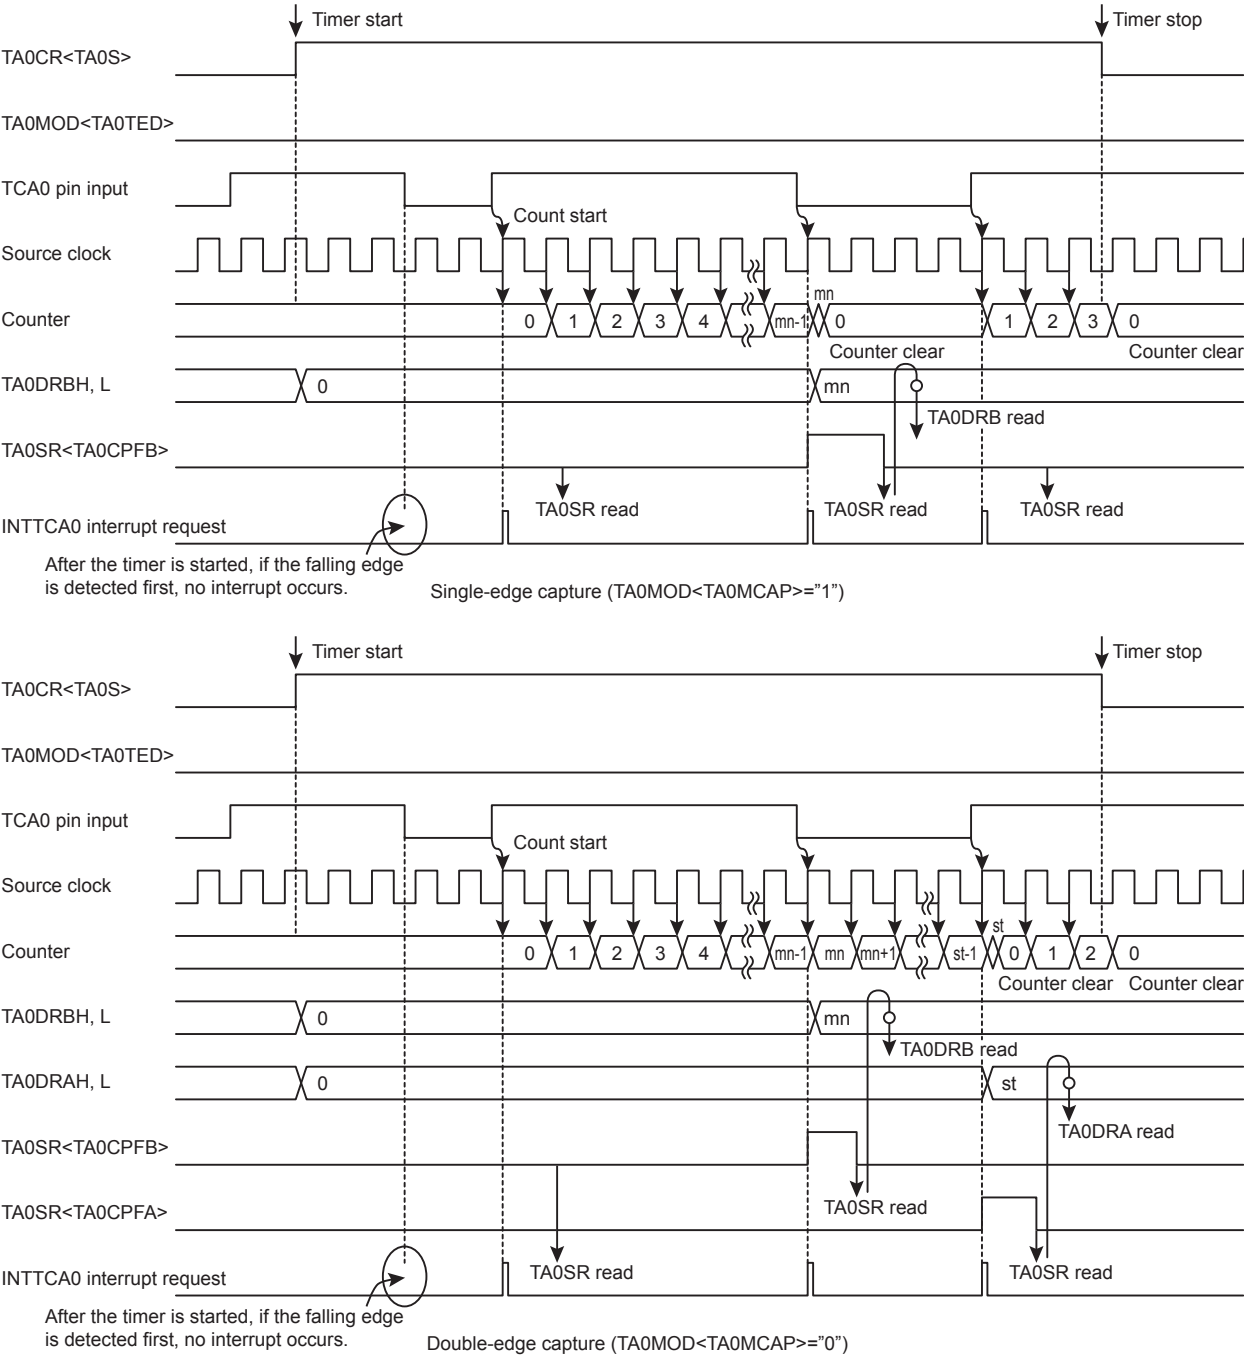 Timer start
Timer stop
TA0CR<TA0S>
TA0MOD<TA0TED>
TCA0 pin input
Count start
Source clock
mn
Counter
0 1 2 3 4 mn-1 0 1 2 3 0
Counter clear
Counter clear
TA0DRBH, L
0
mn
TA0DRB read
TA0SR<TA0CPFB>
TA0SR read
TA0SR read
TA0SR read
INTTCA0 interrupt request
After the timer is started, if the falling edge
is detected first, no interrupt occurs.
Single-edge capture (TA0MOD<TA0MCAP>=”1”)
Timer start
Timer stop
TA0CR<TA0S>
TA0MOD<TA0TED>
TCA0 pin input
Count start
Source clock
st
Counter
0 1 2 3 4 mn-1 mn mn+1 st-1 0 1 2 0
Counter clear
Counter clear
TA0DRBH, L
0
mn
TA0DRB read
TA0DRAH, L
0
st
TA0DRA read
TA0SR<TA0CPFB>
TA0SR read
TA0SR<TA0CPFA>
TA0SR read
TA0SR read
INTTCA0 interrupt request
After the timer is started, if the falling edge
is detected first, no interrupt occurs.
Double-edge capture (TA0MOD<TA0MCAP>=”0”)